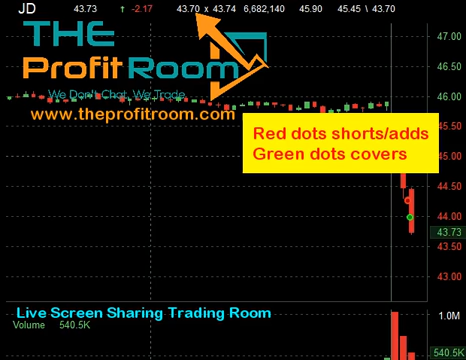 JD 43.73 ↑ -2.17 43.70 x 43.74 6,682,140 45.90 45.45 \ 43.70
THE
Profit Room
We Don't Chat, We Trade
www.theprofitroom.com
Red dots shorts/adds
Green dots covers
47.00
46.50
46.00
45.50
45.00
44.50
44.00
43.73
43.50
43.00
Live Screen Sharing Trading Room
Volume 540.5K
1.0M
540.5K